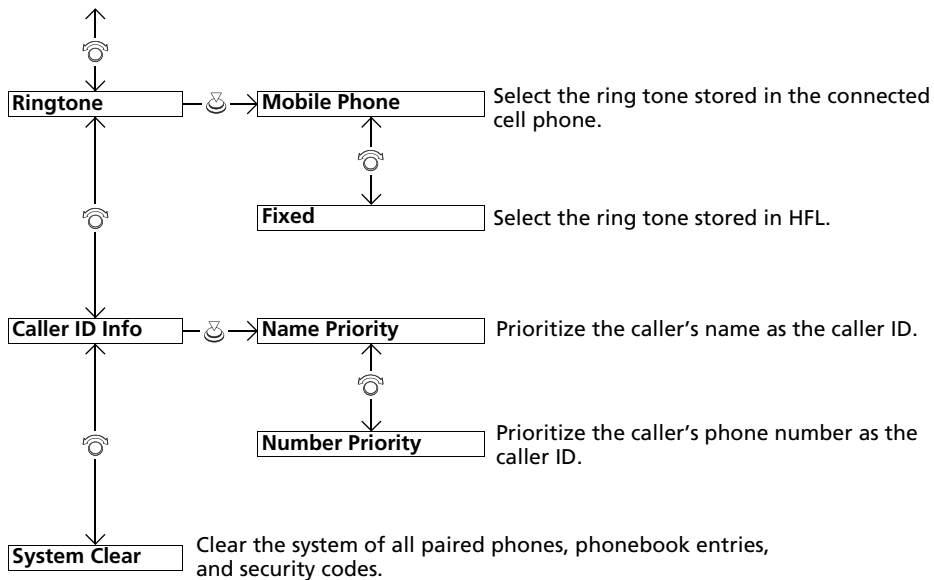 Ringtone
Mobile Phone
Select the ring tone stored in the connected
cell phone.
Fixed
Select the ring tone stored in HFL.
Caller ID Info
Name Priority
Prioritize the caller's name as the caller ID.
Number Priority
Prioritize the caller's phone number as the
caller ID.
System Clear
Clear the system of all paired phones, phonebook entries,
and security codes.